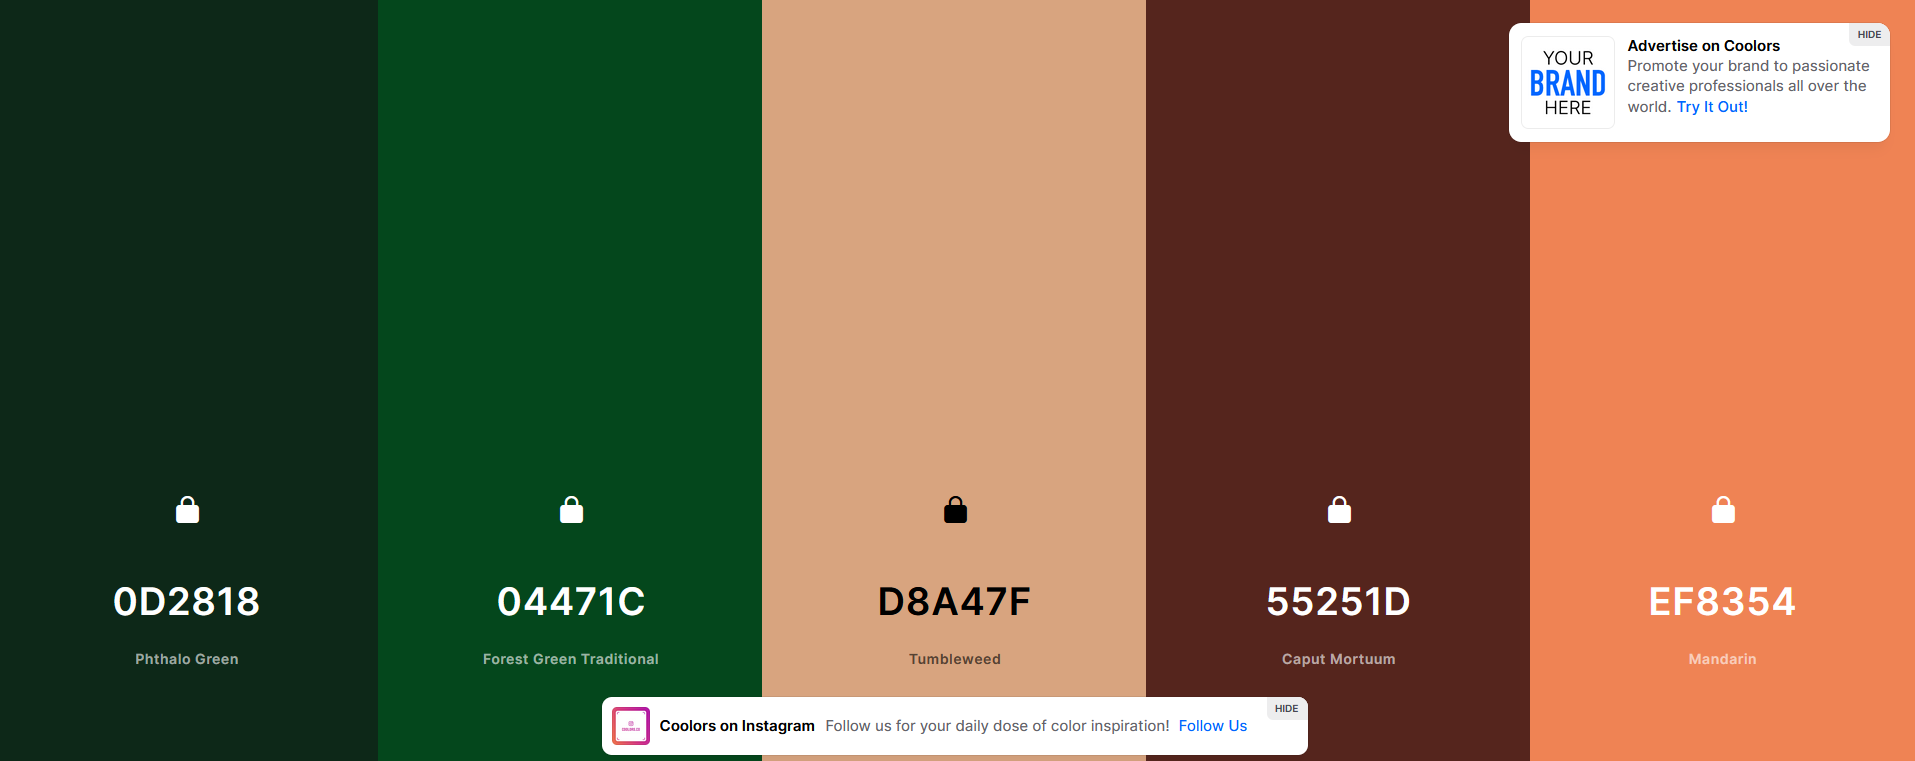 0D2818
Phthalo Green
04471C
Forest Green Traditional
D8A47F
Tumbleweed
55251D
Caput Mortuum
EF8354
Mandarin
HIDE
YOUR
BRAND
HERE
Advertise on Coolors
Promote your brand to passionate
creative professionals all over the
world. Try It Out!
HIDE
Coolors on Instagram Follow us for your daily dose of color inspiration! Follow Us